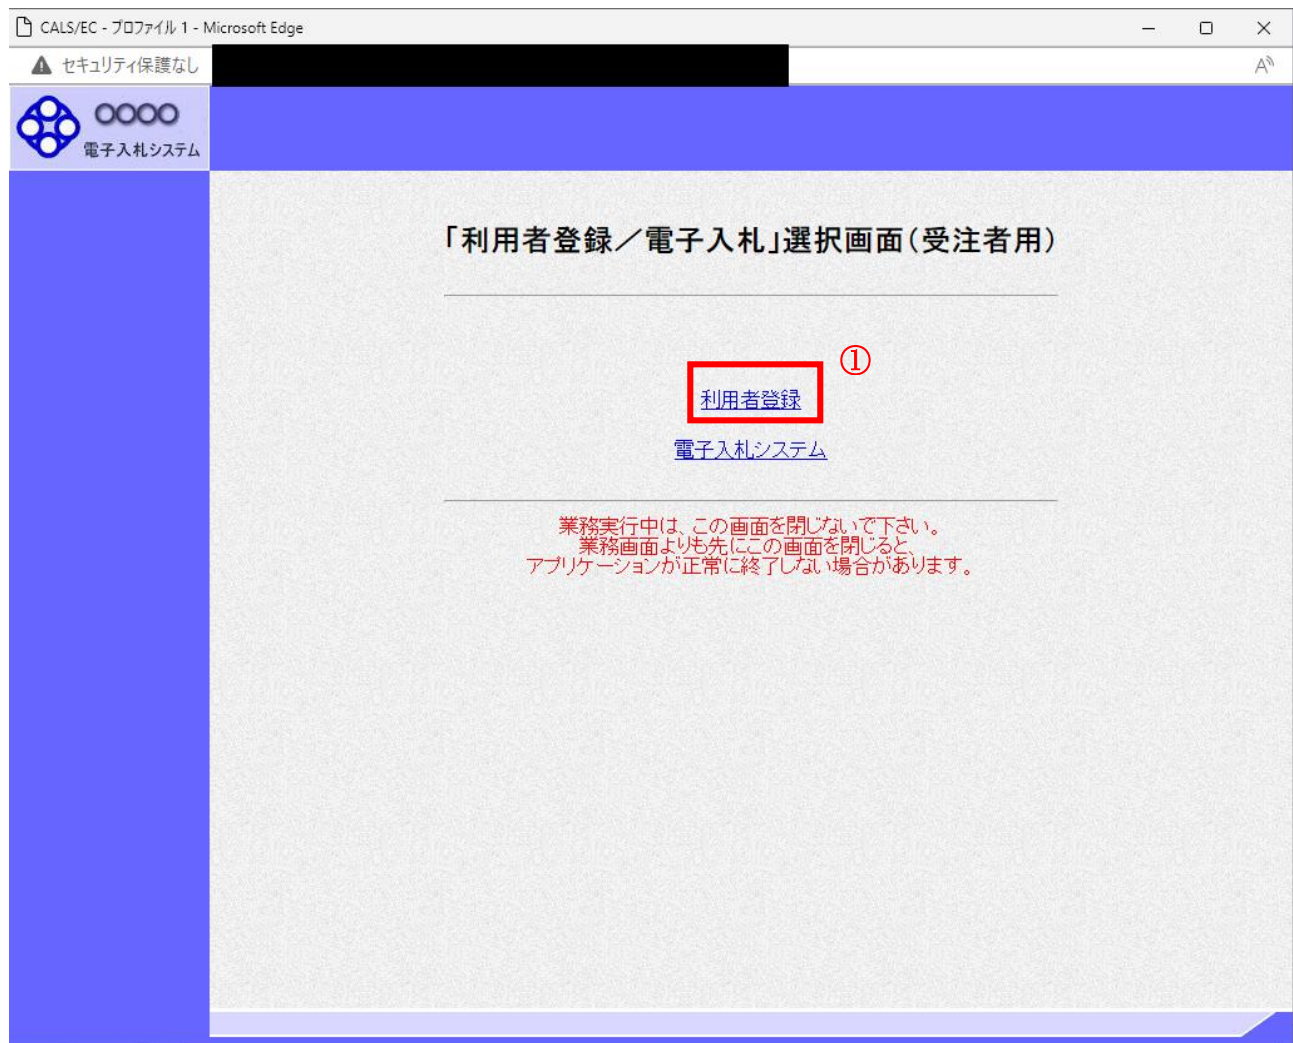 CALS/EC - プロファイル 1 - Microsoft Edge
セキュリティ保護なし
A
○○○○
電子入札システム
「利用者登録／電子入札」選択画面(受注者用)
①
利用者登録
電子入札システム
業務実行中は、この画面を閉じないで下さい。
業務画面よりも先にこの画面を閉じると、
アプリケーションが正常に終了しない場合があります。